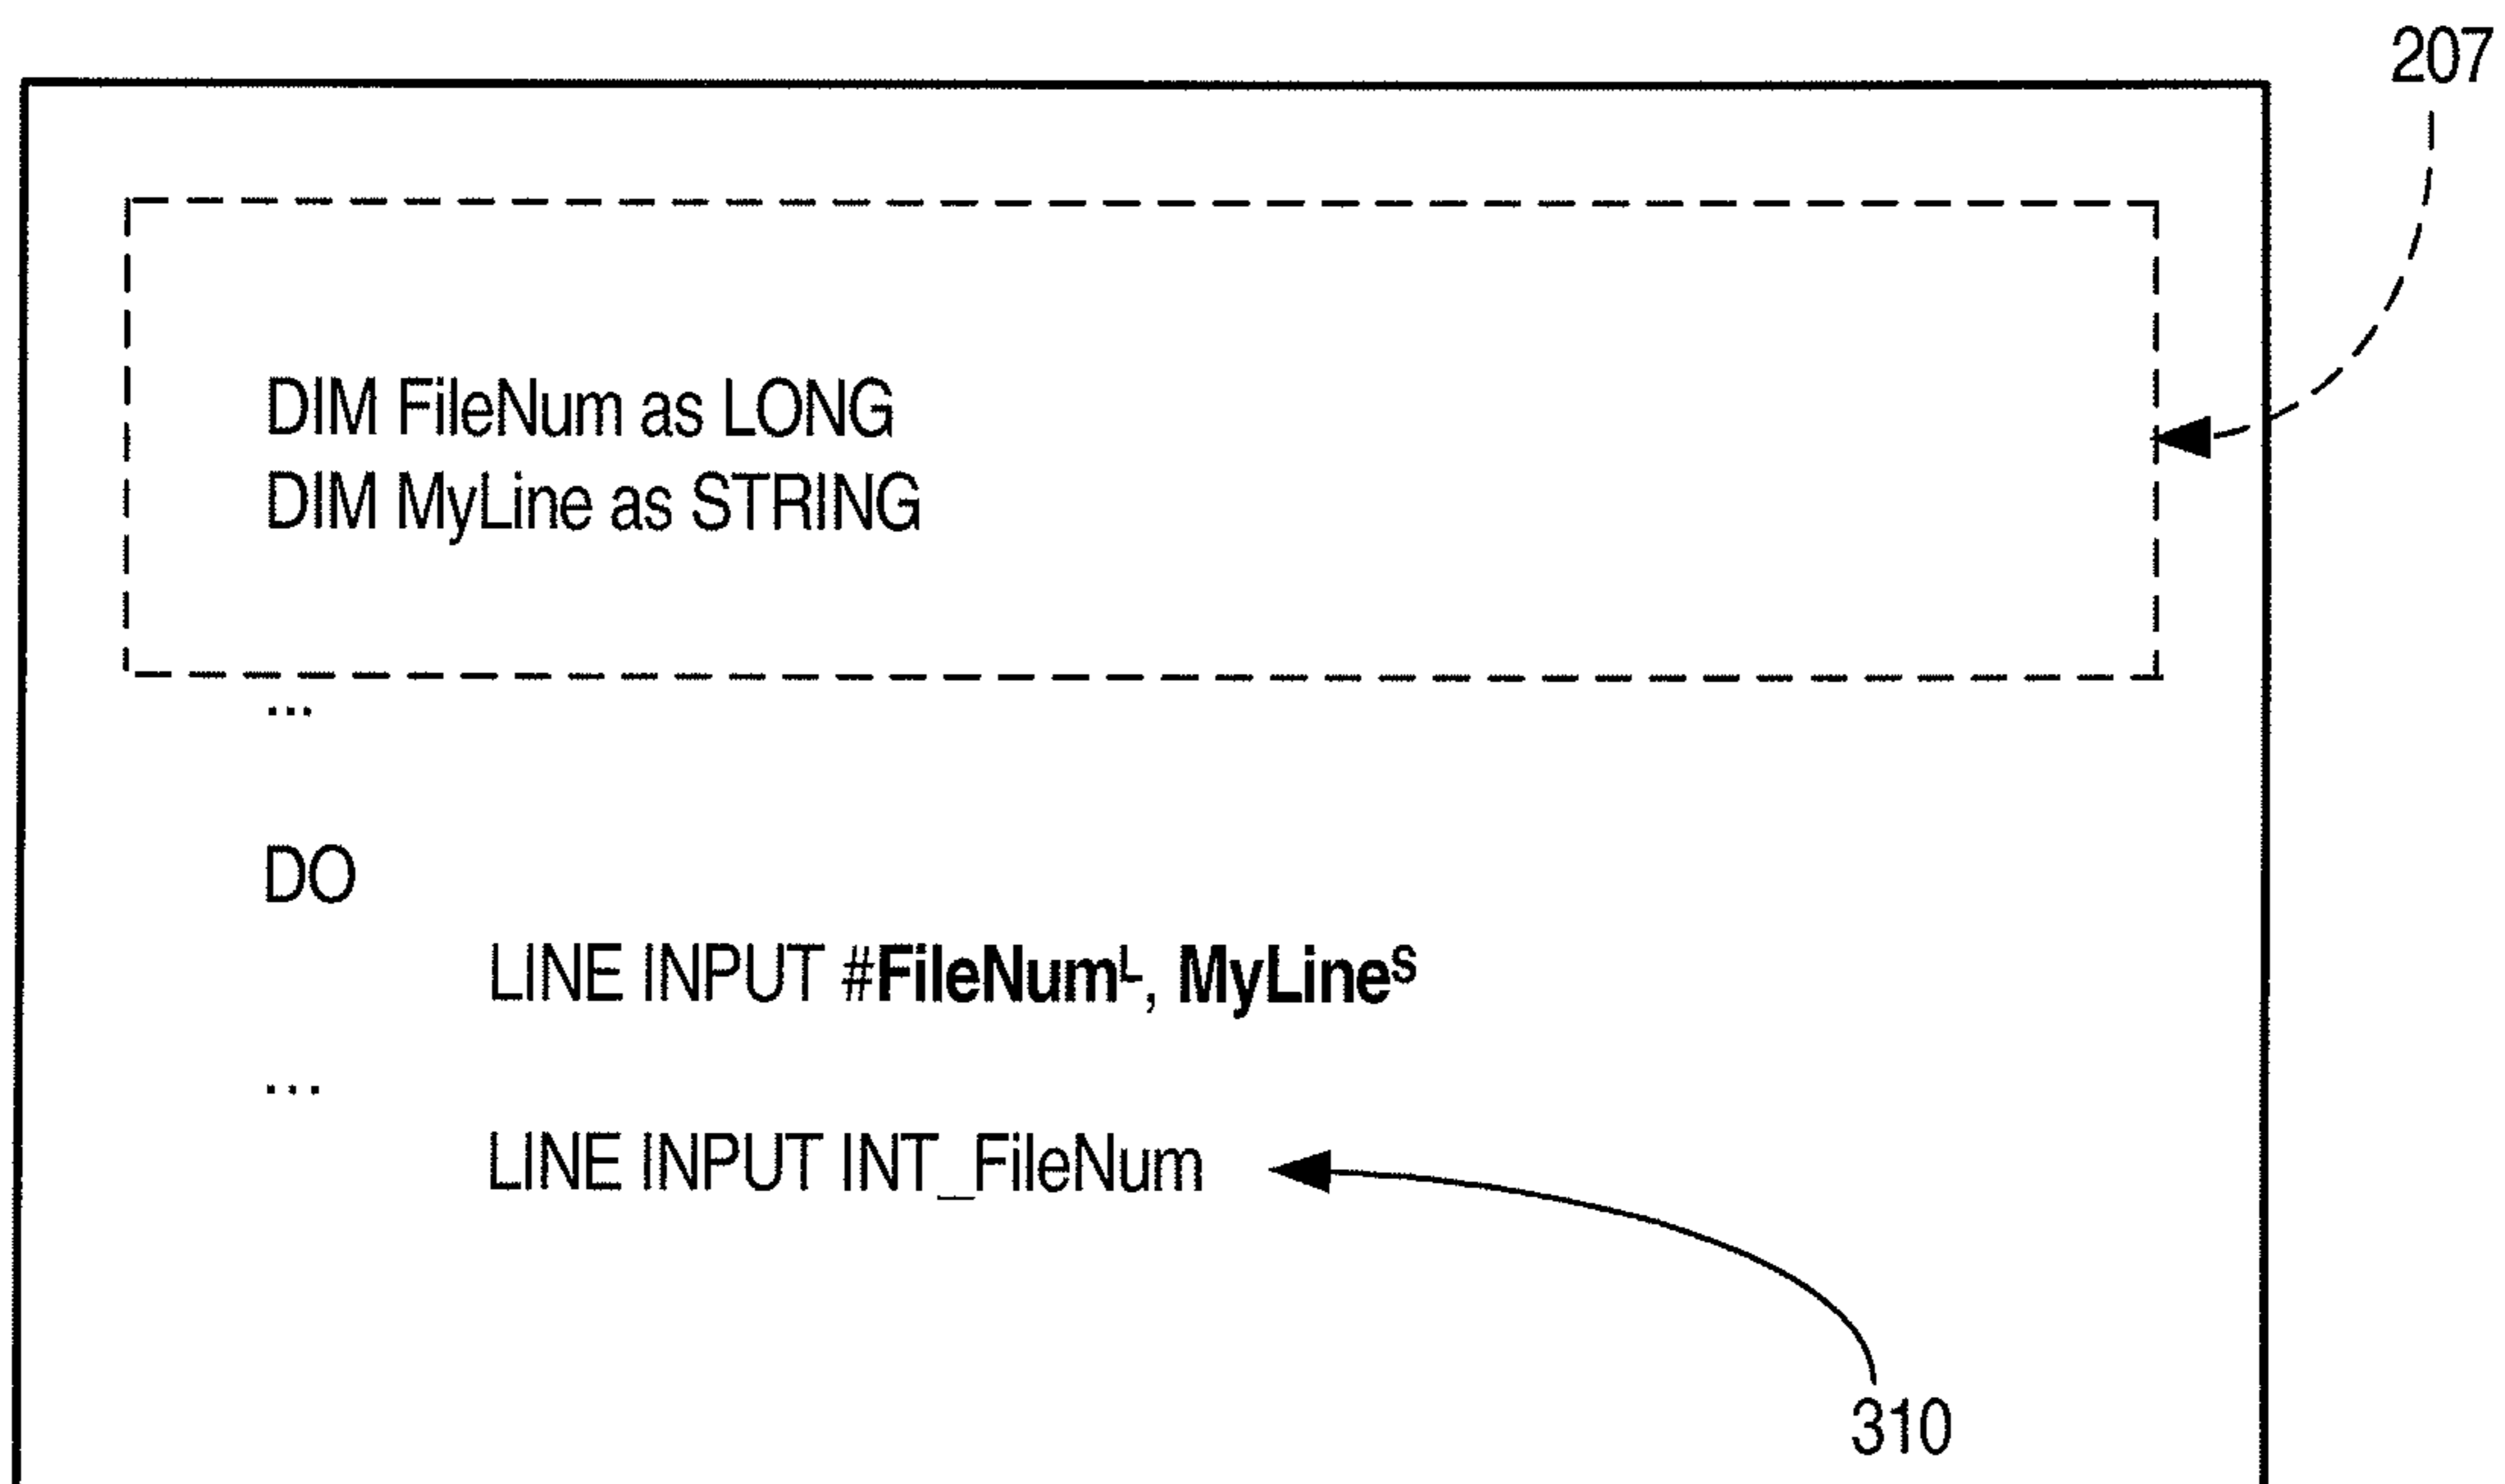 207
DIM FileNum as LONG
DIM MyLine as STRING
...
DO
LINE INPUT #FileNumᴸ, MyLineˢ
...
LINE INPUT INT_FileNum
310